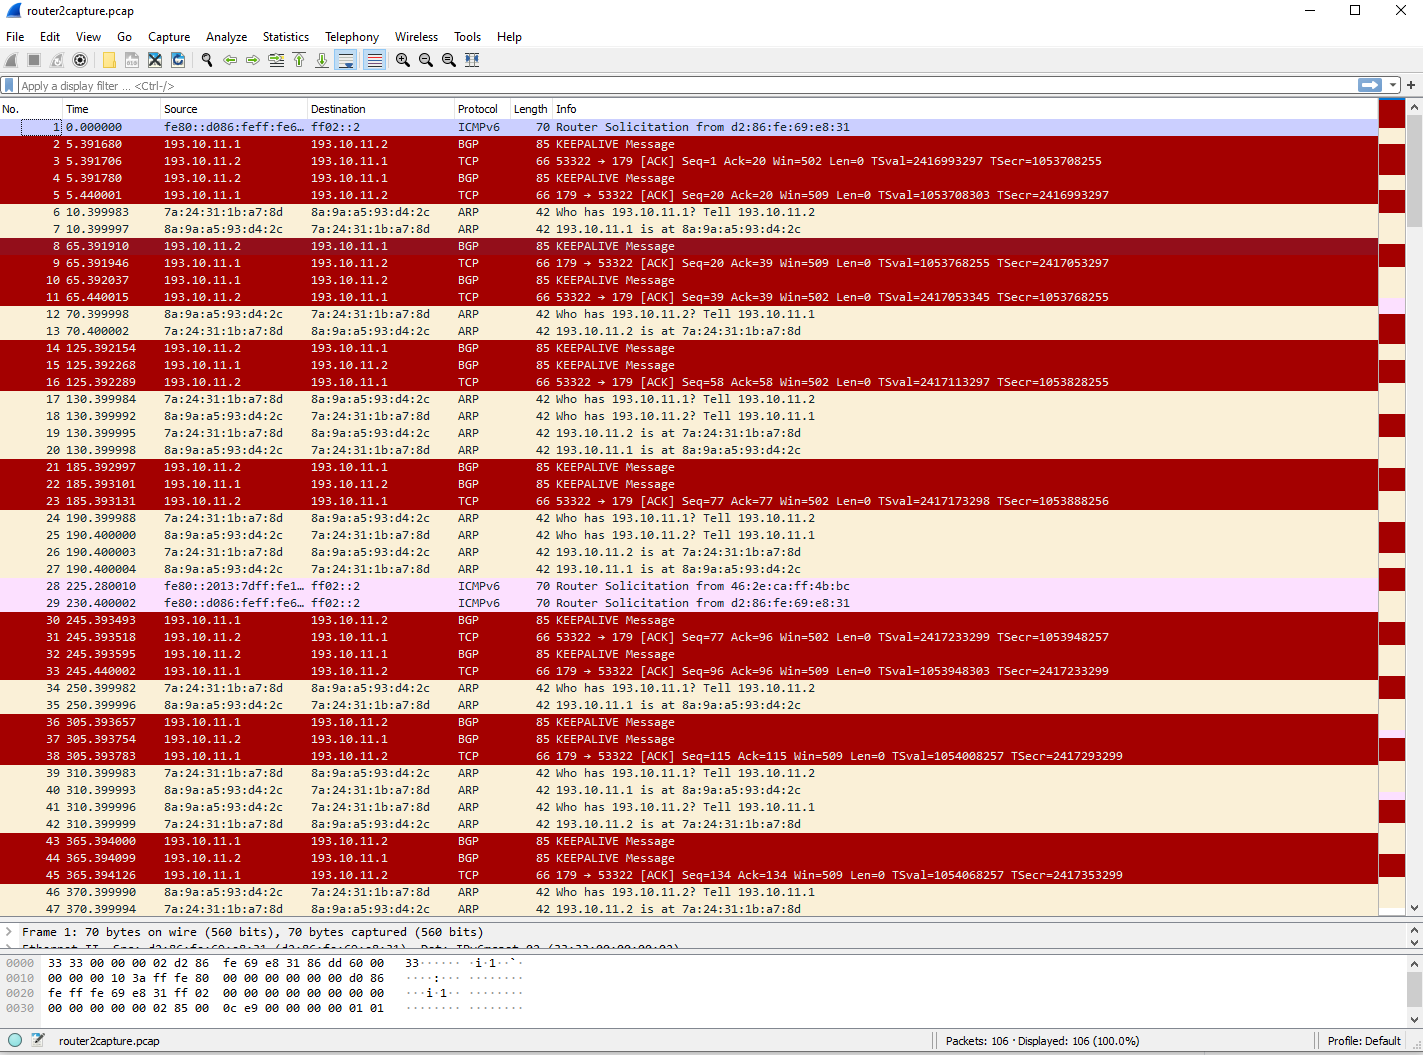 router2capture.pcap
File Edit View Go Capture Analyze Statistics Telephony Wireless Tools Help
Apply a display filter ... <Ctrl-/>
No. Time Source Destination Protocol Length Info
1 0.000000 fe80::d086:feff:fe6… ff02::2 ICMPv6 70 Router Solicitation from d2:86:fe:69:e8:31
2 5.391680 193.10.11.1 193.10.11.2 BGP 85 KEEPALIVE Message
3 5.391706 193.10.11.2 193.10.11.1 TCP 66 53322 → 179 [ACK] Seq=1 Ack=20 Win=502 Len=0 TSval=2416993297 TSecr=1053708255
4 5.391780 193.10.11.2 193.10.11.1 BGP 85 KEEPALIVE Message
5 5.440001 193.10.11.1 193.10.11.2 TCP 66 179 → 53322 [ACK] Seq=20 Ack=20 Win=509 Len=0 TSval=1053708303 TSecr=2416993297
6 10.399983 7a:24:31:1b:a7:8d 8a:9a:a5:93:d4:2c ARP 42 Who has 193.10.11.1? Tell 193.10.11.2
7 10.399997 8a:9a:a5:93:d4:2c 7a:24:31:1b:a7:8d ARP 42 193.10.11.1 is at 8a:9a:a5:93:d4:2c
8 65.391910 193.10.11.2 193.10.11.1 BGP 85 KEEPALIVE Message
9 65.391946 193.10.11.1 193.10.11.2 TCP 66 179 → 53322 [ACK] Seq=20 Ack=39 Win=509 Len=0 TSval=1053768255 TSecr=2417053297
10 65.392037 193.10.11.1 193.10.11.2 BGP 85 KEEPALIVE Message
11 65.440015 193.10.11.2 193.10.11.1 TCP 66 53322 → 179 [ACK] Seq=39 Ack=39 Win=502 Len=0 TSval=2417053345 TSecr=1053768255
12 70.399998 8a:9a:a5:93:d4:2c 7a:24:31:1b:a7:8d ARP 42 Who has 193.10.11.2? Tell 193.10.11.1
13 70.400002 7a:24:31:1b:a7:8d 8a:9a:a5:93:d4:2c ARP 42 193.10.11.2 is at 7a:24:31:1b:a7:8d
14 125.392154 193.10.11.2 193.10.11.1 BGP 85 KEEPALIVE Message
15 125.392268 193.10.11.1 193.10.11.2 BGP 85 KEEPALIVE Message
16 125.392289 193.10.11.2 193.10.11.1 TCP 66 53322 → 179 [ACK] Seq=58 Ack=58 Win=502 Len=0 TSval=2417113297 TSecr=1053828255
17 130.399984 7a:24:31:1b:a7:8d 8a:9a:a5:93:d4:2c ARP 42 Who has 193.10.11.1? Tell 193.10.11.2
18 130.399992 8a:9a:a5:93:d4:2c 7a:24:31:1b:a7:8d ARP 42 Who has 193.10.11.2? Tell 193.10.11.1
19 130.399995 7a:24:31:1b:a7:8d 8a:9a:a5:93:d4:2c ARP 42 193.10.11.2 is at 7a:24:31:1b:a7:8d
20 130.399998 8a:9a:a5:93:d4:2c 7a:24:31:1b:a7:8d ARP 42 193.10.11.1 is at 8a:9a:a5:93:d4:2c
21 185.392997 193.10.11.2 193.10.11.1 BGP 85 KEEPALIVE Message
22 185.393101 193.10.11.1 193.10.11.2 BGP 85 KEEPALIVE Message
23 185.393131 193.10.11.2 193.10.11.1 TCP 66 53322 → 179 [ACK] Seq=77 Ack=77 Win=502 Len=0 TSval=2417173298 TSecr=1053888256
24 190.399988 7a:24:31:1b:a7:8d 8a:9a:a5:93:d4:2c ARP 42 Who has 193.10.11.1? Tell 193.10.11.2
25 190.400000 8a:9a:a5:93:d4:2c 7a:24:31:1b:a7:8d ARP 42 Who has 193.10.11.2? Tell 193.10.11.1
26 190.400003 7a:24:31:1b:a7:8d 8a:9a:a5:93:d4:2c ARP 42 193.10.11.2 is at 7a:24:31:1b:a7:8d
27 190.400004 8a:9a:a5:93:d4:2c 7a:24:31:1b:a7:8d ARP 42 193.10.11.1 is at 8a:9a:a5:93:d4:2c
28 225.280010 fe80::2013:7dff:fe1… ff02::2 ICMPv6 70 Router Solicitation from 46:2e:ca:ff:4b:bc
29 230.400002 fe80::d086:feff:fe6… ff02::2 ICMPv6 70 Router Solicitation from d2:86:fe:69:e8:31
30 245.393493 193.10.11.1 193.10.11.2 BGP 85 KEEPALIVE Message
31 245.393518 193.10.11.2 193.10.11.1 TCP 66 53322 → 179 [ACK] Seq=77 Ack=96 Win=502 Len=0 TSval=2417233299 TSecr=1053948257
32 245.393595 193.10.11.2 193.10.11.1 BGP 85 KEEPALIVE Message
33 245.440002 193.10.11.1 193.10.11.2 TCP 66 179 → 53322 [ACK] Seq=96 Ack=96 Win=509 Len=0 TSval=1053948303 TSecr=2417233299
34 250.399982 7a:24:31:1b:a7:8d 8a:9a:a5:93:d4:2c ARP 42 Who has 193.10.11.1? Tell 193.10.11.2
35 250.399996 8a:9a:a5:93:d4:2c 7a:24:31:1b:a7:8d ARP 42 193.10.11.1 is at 8a:9a:a5:93:d4:2c
36 305.393657 193.10.11.1 193.10.11.2 BGP 85 KEEPALIVE Message
37 305.393754 193.10.11.2 193.10.11.1 BGP 85 KEEPALIVE Message
38 305.393783 193.10.11.1 193.10.11.2 TCP 66 179 → 53322 [ACK] Seq=115 Ack=115 Win=509 Len=0 TSval=1054008257 TSecr=2417293299
39 310.399983 7a:24:31:1b:a7:8d 8a:9a:a5:93:d4:2c ARP 42 Who has 193.10.11.1? Tell 193.10.11.2
40 310.399993 8a:9a:a5:93:d4:2c 7a:24:31:1b:a7:8d ARP 42 193.10.11.1 is at 8a:9a:a5:93:d4:2c
41 310.399996 8a:9a:a5:93:d4:2c 7a:24:31:1b:a7:8d ARP 42 Who has 193.10.11.2? Tell 193.10.11.1
42 310.399999 7a:24:31:1b:a7:8d 8a:9a:a5:93:d4:2c ARP 42 193.10.11.2 is at 7a:24:31:1b:a7:8d
43 365.394000 193.10.11.1 193.10.11.2 BGP 85 KEEPALIVE Message
44 365.394099 193.10.11.2 193.10.11.1 BGP 85 KEEPALIVE Message
45 365.394126 193.10.11.1 193.10.11.2 TCP 66 179 → 53322 [ACK] Seq=134 Ack=134 Win=509 Len=0 TSval=1054068257 TSecr=2417353299
46 370.399990 8a:9a:a5:93:d4:2c 7a:24:31:1b:a7:8d ARP 42 Who has 193.10.11.2? Tell 193.10.11.1
47 370.399994 7a:24:31:1b:a7:8d 8a:9a:a5:93:d4:2c ARP 42 193.10.11.2 is at 7a:24:31:1b:a7:8d
Frame 1: 70 bytes on wire (560 bits), 70 bytes captured (560 bits)
0000 33 33 00 00 00 02 d2 86 fe 69 e8 31 86 dd 60 00 33······ ·i·1··`·
0010 00 00 00 10 3a ff fe 80 00 00 00 00 00 00 d0 86 ····:··· ········
0020 fe ff fe 69 e8 31 ff 02 00 00 00 00 00 00 00 00 ···i·1·· ········
0030 00 00 00 00 00 02 85 00 0c e9 00 00 00 00 01 01 ········ ········
router2capture.pcap Packets: 106 · Displayed: 106 (100.0%) Profile: Default